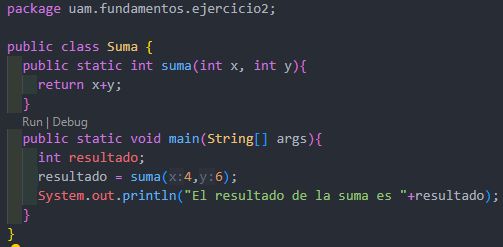 package uam.fundamentos.ejercicio2;
public class Suma {
public static int suma(int x, int y){
return x+y;
}
Run | Debug
public static void main(String[] args){
int resultado;
resultado = suma(x:4,y:6);
System.out.println("El resultado de la suma es "+resultado);
}
}